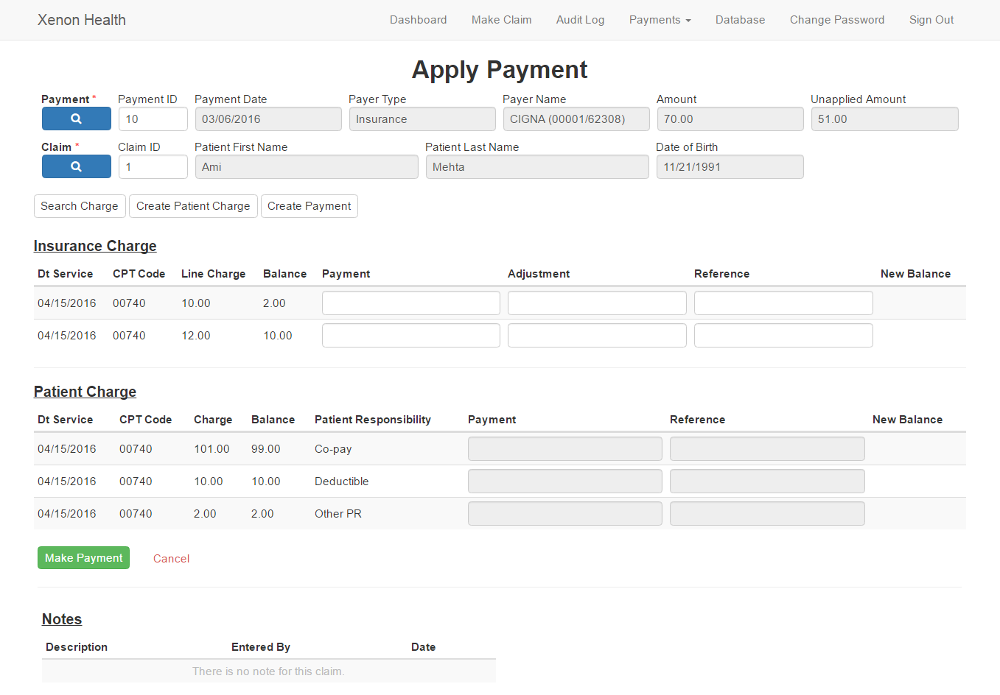 Xenon Health Dashboard Make Claim Audit Log Payments Database Change Password Sign Out
Apply Payment
Payment * Payment ID Payment Date Payer Type Payer Name Amount Unapplied Amount
10 03/06/2016 Insurance CIGNA (00001/62308) 70.00 51.00
Claim * Claim ID Patient First Name Patient Last Name Date of Birth
1 Ami Mehta 11/21/1991
Search Charge Create Patient Charge Create Payment
Insurance Charge
Dt Service CPT Code Line Charge Balance Payment Adjustment Reference New Balance
04/15/2016 00740 10.00 2.00
04/15/2016 00740 12.00 10.00
Patient Charge
Dt Service CPT Code Charge Balance Patient Responsibility Payment Reference New Balance
04/15/2016 00740 101.00 99.00 Co-pay
04/15/2016 00740 10.00 10.00 Deductible
04/15/2016 00740 2.00 2.00 Other PR
Make Payment Cancel
Notes
Description Entered By Date
There is no note for this claim.